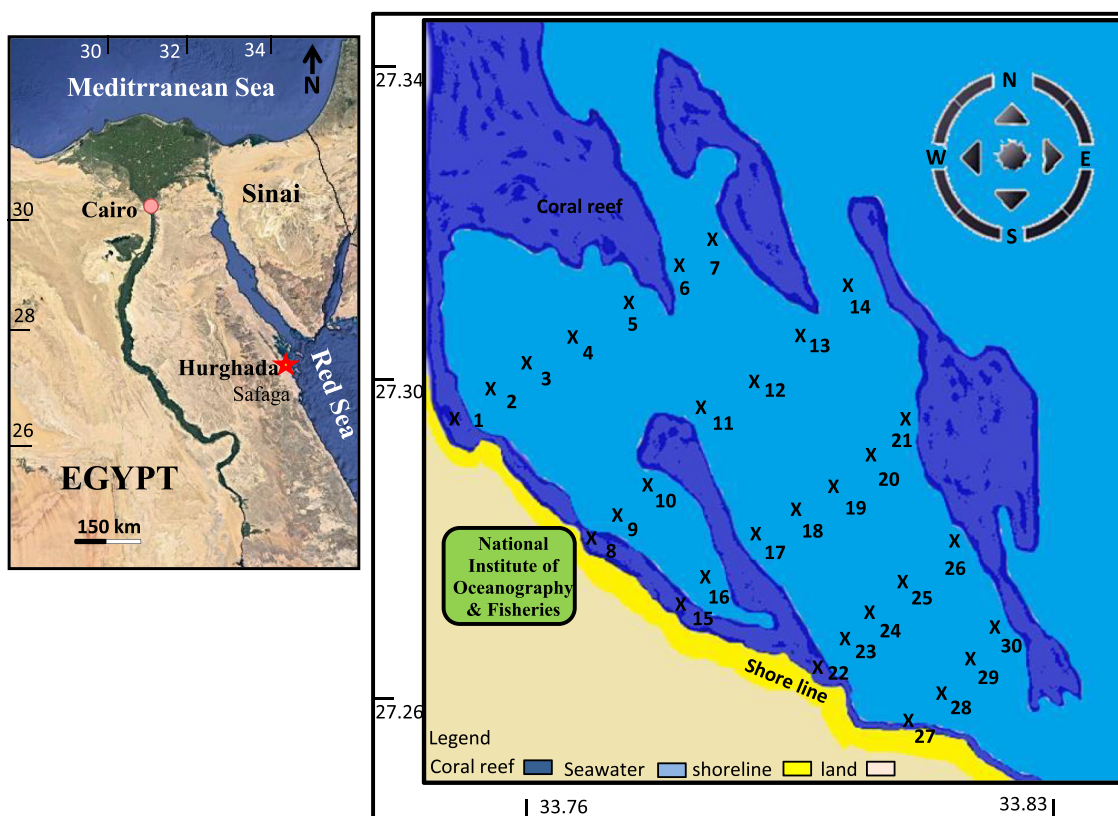 30 32 34
N
Meditrranean Sea
Sinai
30
Cairo
28
Hurghada
Safaga
Red Sea
26
EGYPT
150 km
27.34
27.30
27.26
33.76
33.83
N
W
E
S
Coral reef
X 1
X 2
X 3
X 4
X 5
X 6
X 7
X 8
X 9
X 10
X 11
X 12
X 13
X 14
X 15
X 16
X 17
X 18
X 19
X 20
X 21
X 22
X 23
X 24
X 25
X 26
X 27
X 28
X 29
X 30
National
Institute of
Oceanography
& Fisheries
Shore line
Legend
Coral reef Seawater shoreline land